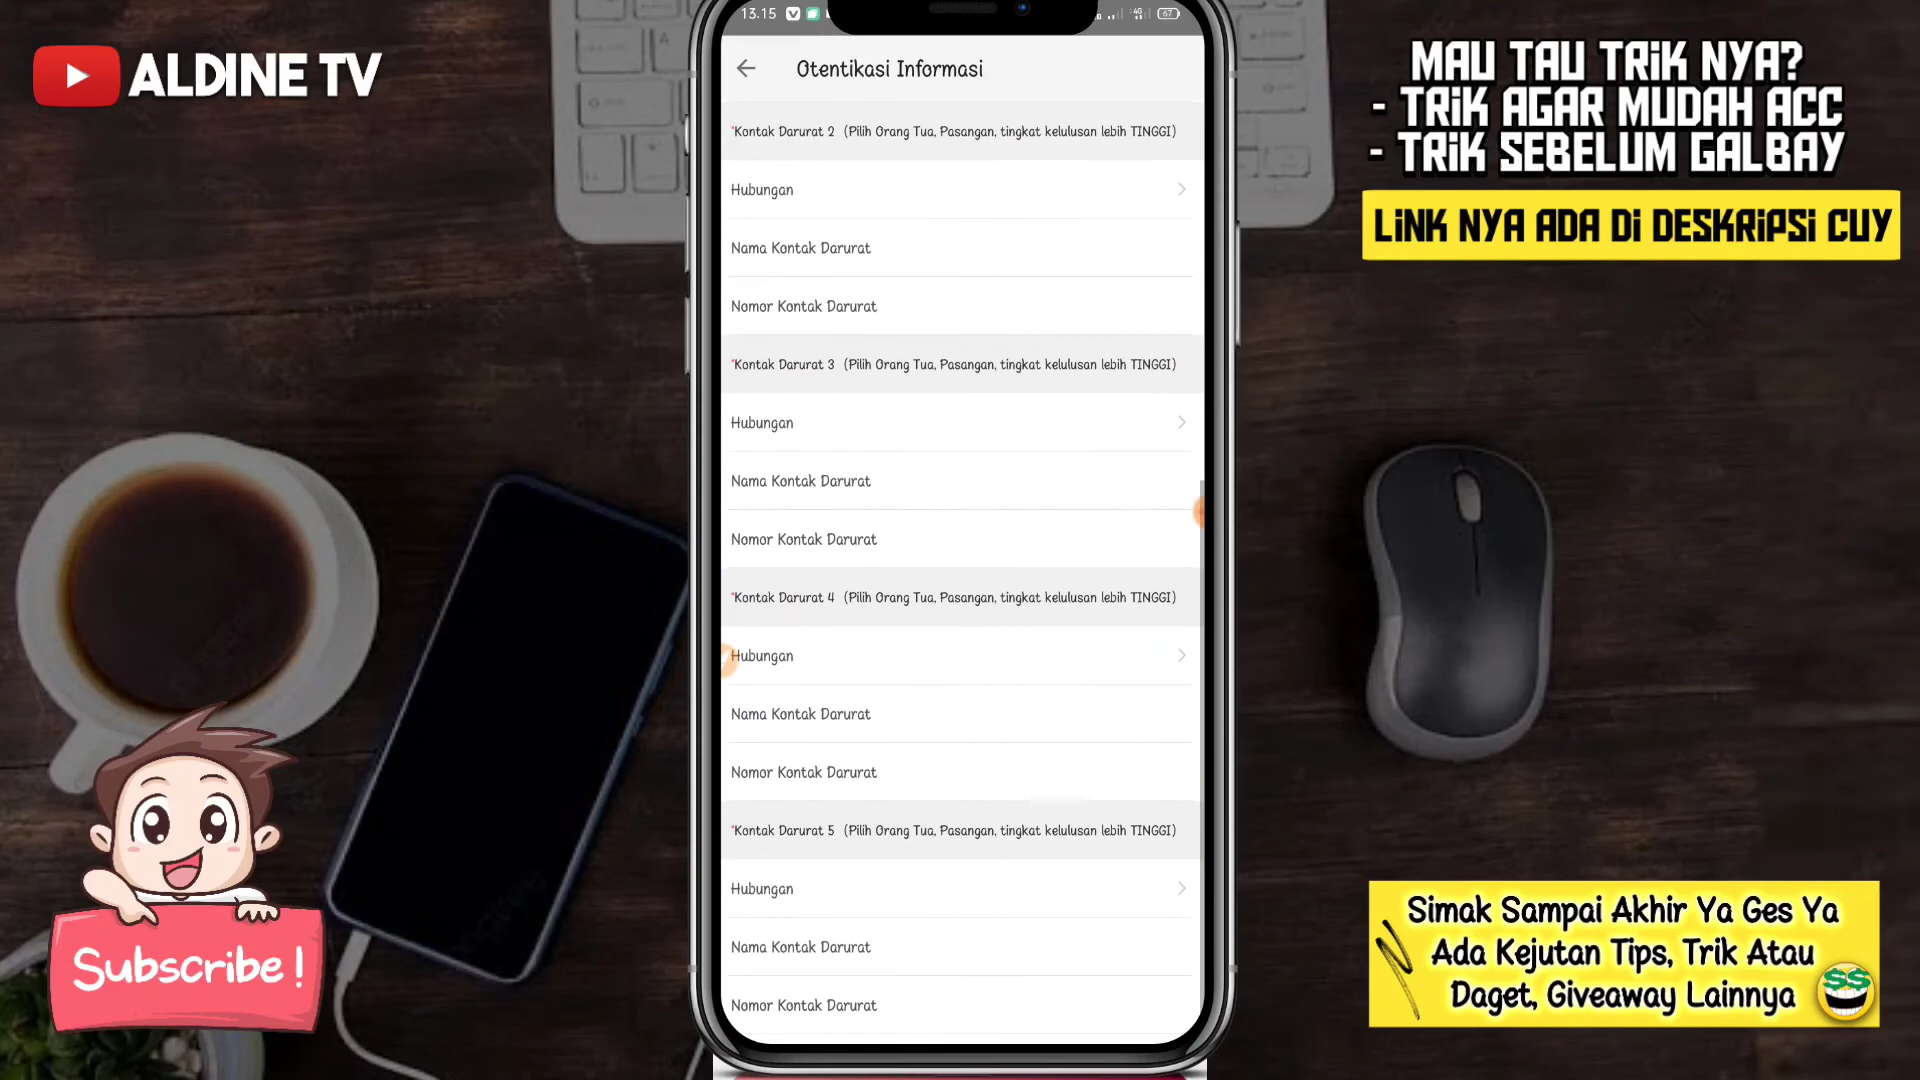 ALDINE TV
MAU TAU TRIK NYA?
- TRIK AGAR MUDAH ACC
- TRIK SEBELUM GALBAY
LINK NYA ADA DI DESKRIPSI CUY
13.15
4G
67
Otentikasi Informasi
*Kontak Darurat 2 (Pilih Orang Tua, Pasangan, tingkat kelulusan lebih TINGGI)
Hubungan
Nama Kontak Darurat
Nomor Kontak Darurat
*Kontak Darurat 3 (Pilih Orang Tua, Pasangan, tingkat kelulusan lebih TINGGI)
Hubungan
Nama Kontak Darurat
Nomor Kontak Darurat
*Kontak Darurat 4 (Pilih Orang Tua, Pasangan, tingkat kelulusan lebih TINGGI)
Hubungan
Nama Kontak Darurat
Nomor Kontak Darurat
*Kontak Darurat 5 (Pilih Orang Tua, Pasangan, tingkat kelulusan lebih TINGGI)
Hubungan
Nama Kontak Darurat
Nomor Kontak Darurat
Subscribe !
Simak Sampai Akhir Ya Ges Ya
Ada Kejutan Tips, Trik Atau
Daget, Giveaway Lainnya
$$